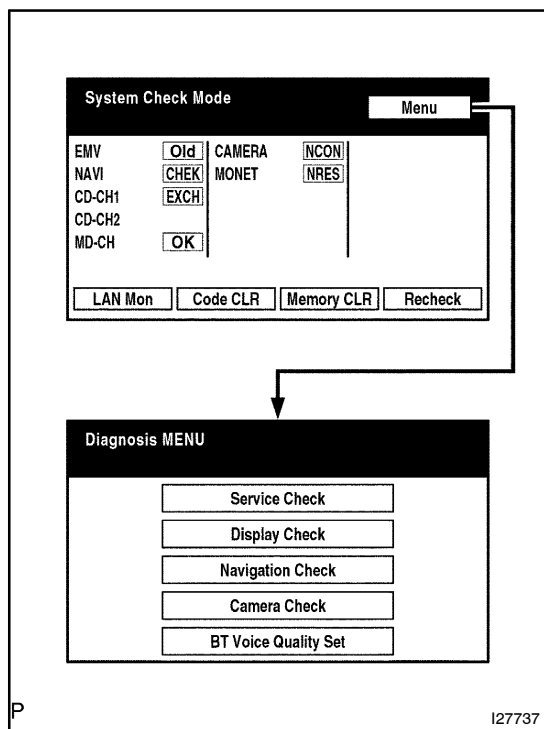 System Check Mode
Menu
EMV Old CAMERA NCON
NAVI CHEK MONET NRES
CD-CH1 EXCH
CD-CH2
MD-CH OK
LAN Mon Code CLR Memory CLR Recheck
Diagnosis MENU
Service Check
Display Check
Navigation Check
Camera Check
BT Voice Quality Set
P I27737